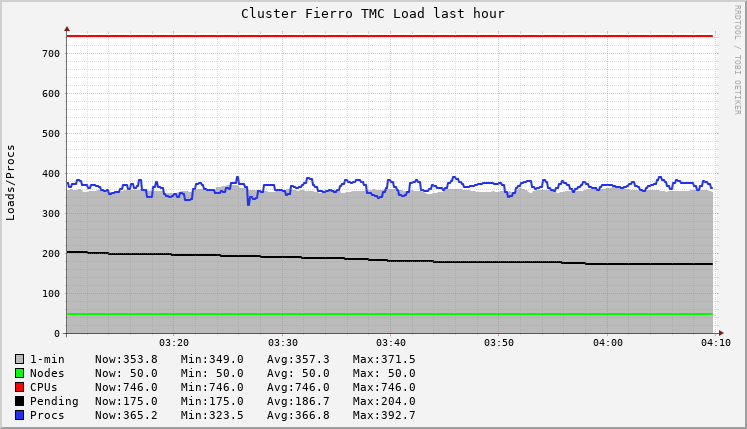 Cluster Fierro TMC Load last hour
RRDTOOL / TOBI OETIKER
Loads/Procs
700
600
500
400
300
200
100
0
03:20 03:30 03:40 03:50 04:00 04:10
1-min Now:353.8 Min:349.0 Avg:357.3 Max:371.5
Nodes Now: 50.0 Min: 50.0 Avg: 50.0 Max: 50.0
CPUs Now:746.0 Min:746.0 Avg:746.0 Max:746.0
Pending Now:175.0 Min:175.0 Avg:186.7 Max:204.0
Procs Now:365.2 Min:323.5 Avg:366.8 Max:392.7